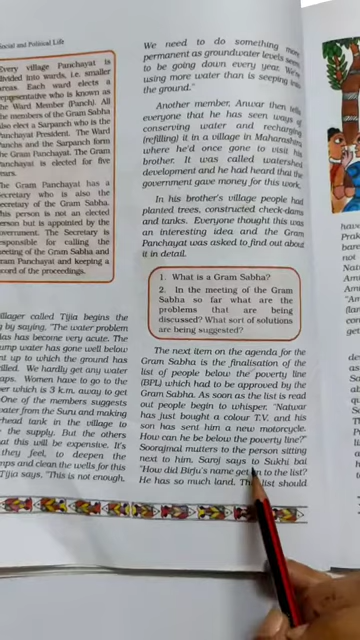 Social and Political Life
Every village Panchayat is
divided into wards, i.e. smaller
areas. Each ward elects a
representative who is known as
the Ward Member (Panch). All
the members of the Gram Sabha
also elect a Sarpanch who is the
Panchayat President. The Ward
Panchs and the Sarpanch form
the Gram Panchayat. The Gram
Panchayat is elected for five
years.
The Gram Panchayat has a
Secretary who is also the
Secretary of the Gram Sabha.
This person is not an elected
person but is appointed by the
government. The Secretary is
responsible for calling the
meeting of the Gram Sabha and
Gram Panchayat and keeping a
record of the proceedings.
villager called Tijia begins the
by saying, "The water problem
has become very acute. The
pump water has gone well below
up to which the ground has
drilled. We hardly get any water
taps. Women have to go to the
which is 3 k.m. away to get
One of the members suggests
water from the Suru and making
overhead tank in the village to
the supply. But the others
that this will be expensive. It's
they feel, to deepen the
and clean the wells for this
Tijia says, "This is not enough.
We need to do something more
permanent as groundwater levels seem
to be going down every year. We're
using more water than is seeping into
the ground."
Another member, Anwar then tells
everyone that he has seen ways of
conserving water and recharging
(refilling) it in a village in Maharashtra
where he'd once gone to visit his
brother. It was called watershed
development and he had heard that the
government gave money for this work.
In his brother's village people had
planted trees, constructed check-dams
and tanks. Everyone thought this was
an interesting idea and the Gram
Panchayat was asked to find out about
it in detail.
1. What is a Gram Sabha?
2. In the meeting of the Gram
Sabha so far what are the
problems that are being
discussed? What sort of solutions
are being suggested?
The next item on the agenda for the
Gram Sabha is the finalisation of the
list of people below the poverty line
(BPL) which had to be approved by the
Gram Sabha. As soon as the list is read
out people begin to whisper. "Natwar
has just bought a colour T.V. and his
son has sent him a new motorcycle.
How can he be below the poverty line?"
Soorajmal mutters to the person sitting
next to him. Saroj says to Sukhi bai
"How did Birju's name get in to the list?
He has so much land. This list should
have